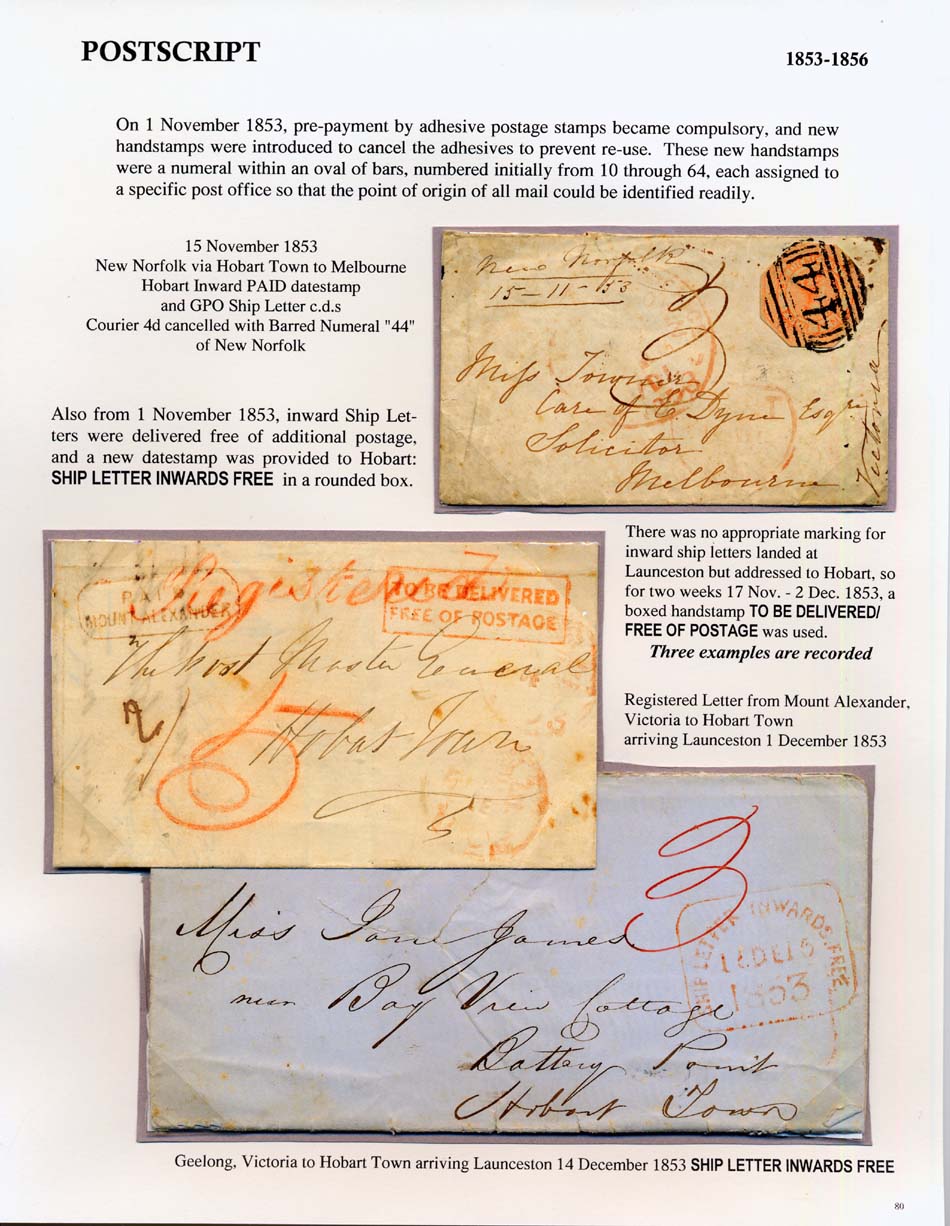 POSTSCRIPT
1853-1856
On 1 November 1853, pre-payment by adhesive postage stamps became compulsory, and new
handstamps were introduced to cancel the adhesives to prevent re-use. These new handstamps
were a numeral within an oval of bars, numbered initially from 10 through 64, each assigned to
a specific post office so that the point of origin of all mail could be identified readily.
15 November 1853
New Norfolk via Hobart Town to Melbourne
Hobart Inward PAID datestamp
and GPO Ship Letter c.d.s
Courier 4d cancelled with Barred Numeral "44"
of New Norfolk
New Norfolk
15-11-53
3
44
Miss
Care of E Dyne Esqre
Solicitor
Melbourne
Victoria
Also from 1 November 1853, inward Ship Let-
ters were delivered free of additional postage,
and a new datestamp was provided to Hobart:
SHIP LETTER INWARDS FREE in a rounded box.
There was no appropriate marking for
inward ship letters landed at
Launceston but addressed to Hobart, so
for two weeks 17 Nov. - 2 Dec. 1853, a
boxed handstamp TO BE DELIVERED/
FREE OF POSTAGE was used.
Three examples are recorded
Registered Letter from Mount Alexander,
Victoria to Hobart Town
arriving Launceston 1 December 1853
Registered
PAID
MOUNT ALEXANDER
TO BE DELIVERED
FREE OF POSTAGE
The Post Master General
Hobart Town
3
Miss Jane James
near Bay View Cottage
Battery Point
Hobart Town
SHIP LETTER INWARDS FREE
DE 15
1853
Geelong, Victoria to Hobart Town arriving Launceston 14 December 1853 SHIP LETTER INWARDS FREE
80